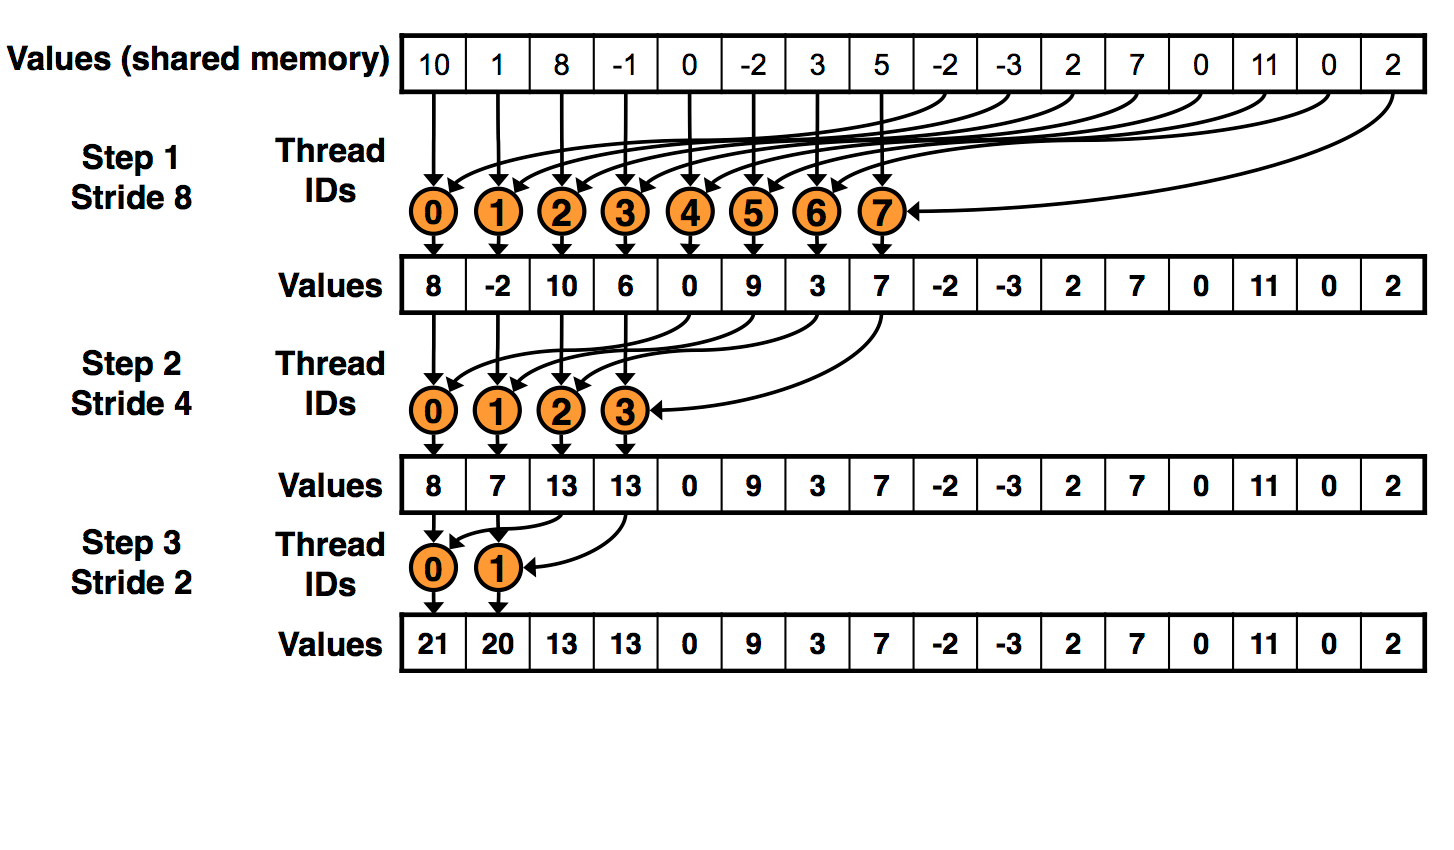 Values (shared memory) 10 1 8 -1 0 -2 3 5 -2 -3 2 7 0 11 0 2
Step 1 Thread
Stride 8 IDs
0 1 2 3 4 5 6 7
Values 8 -2 10 6 0 9 3 7 -2 -3 2 7 0 11 0 2
Step 2 Thread
Stride 4 IDs
0 1 2 3
Values 8 7 13 13 0 9 3 7 -2 -3 2 7 0 11 0 2
Step 3 Thread
Stride 2 IDs
0 1
Values 21 20 13 13 0 9 3 7 -2 -3 2 7 0 11 0 2